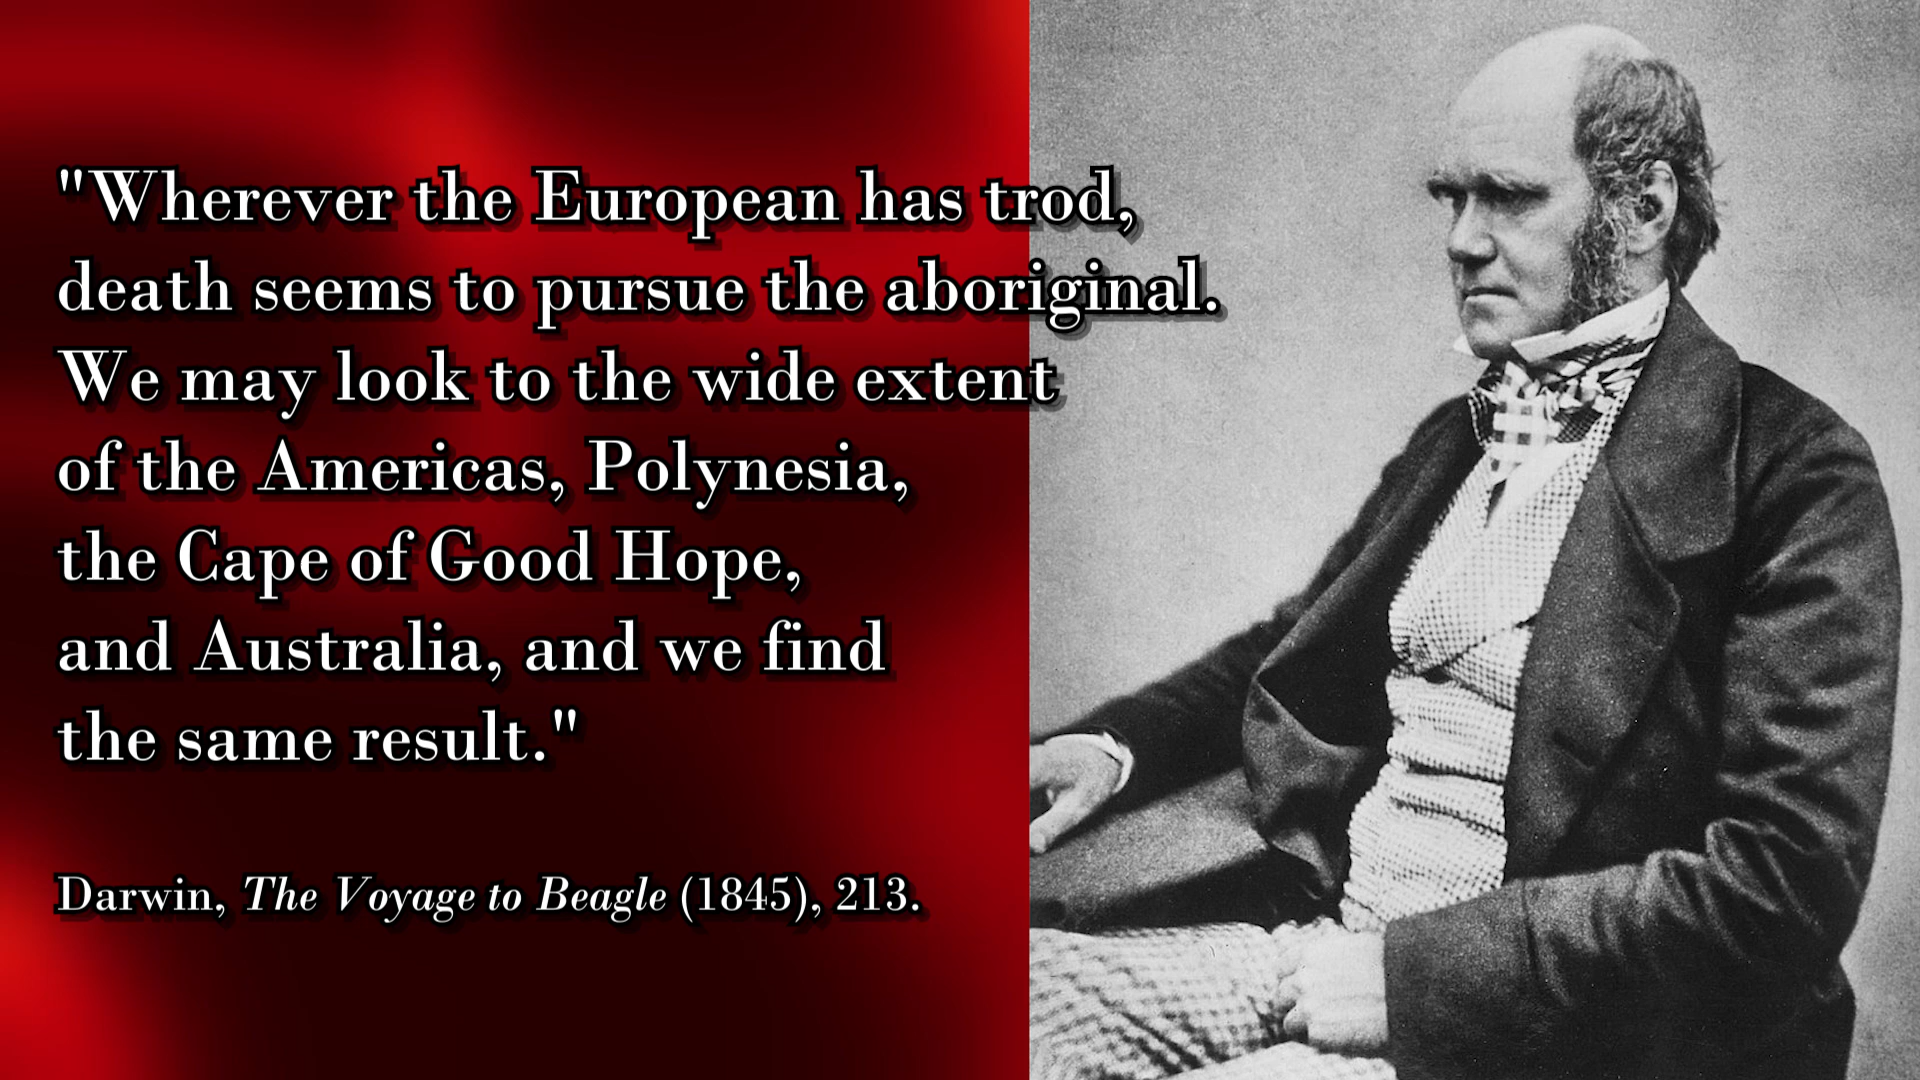 "Wherever the European has trod,
death seems to pursue the aboriginal.
We may look to the wide extent
of the Americas, Polynesia,
the Cape of Good Hope,
and Australia, and we find
the same result."
Darwin, The Voyage to Beagle (1845), 213.